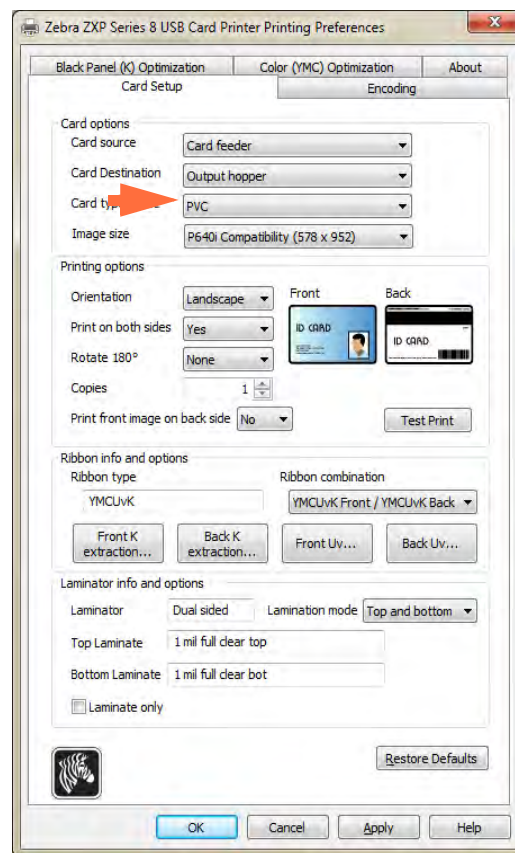 Zebra ZXP Series 8 USB Card Printer Printing Preferences
Black Panel (K) Optimization Color (YMC) Optimization About
Card Setup Encoding
Card options
Card source Card feeder
Card Destination Output hopper
Card PVC
Image size P640i Compatibility (578 x 952)
Printing options
Orientation Landscape Front Back
Print on both sides Yes
ID CARD ID CARD
Rotate 180° None
Copies 1
Print front image on back side No Test Print
Ribbon info and options
Ribbon type Ribbon combination
YMCUvK YMCUvK Front / YMCUvK Back
Front K extraction... Back K extraction... Front Uv... Back Uv...
Laminator info and options
Laminator Dual sided Lamination mode Top and bottom
Top Laminate 1 mil full clear top
Bottom Laminate 1 mil full clear bot
Laminate only
Restore Defaults
OK Cancel Apply Help